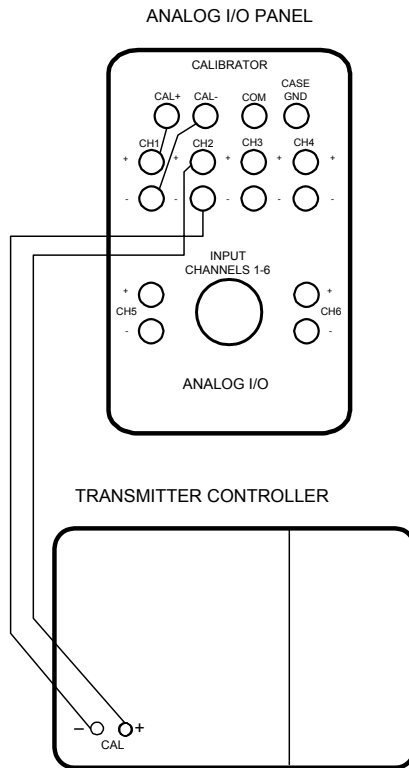 ANALOG I/O PANEL
CALIBRATOR
CAL+ CAL- COM CASE GND
CH1 CH2 CH3 CH4
+ + + + +
- - - - -
INPUT
CHANNELS 1-6
+ +
CH5 CH6
- -
ANALOG I/O
TRANSMITTER CONTROLLER
- +
CAL